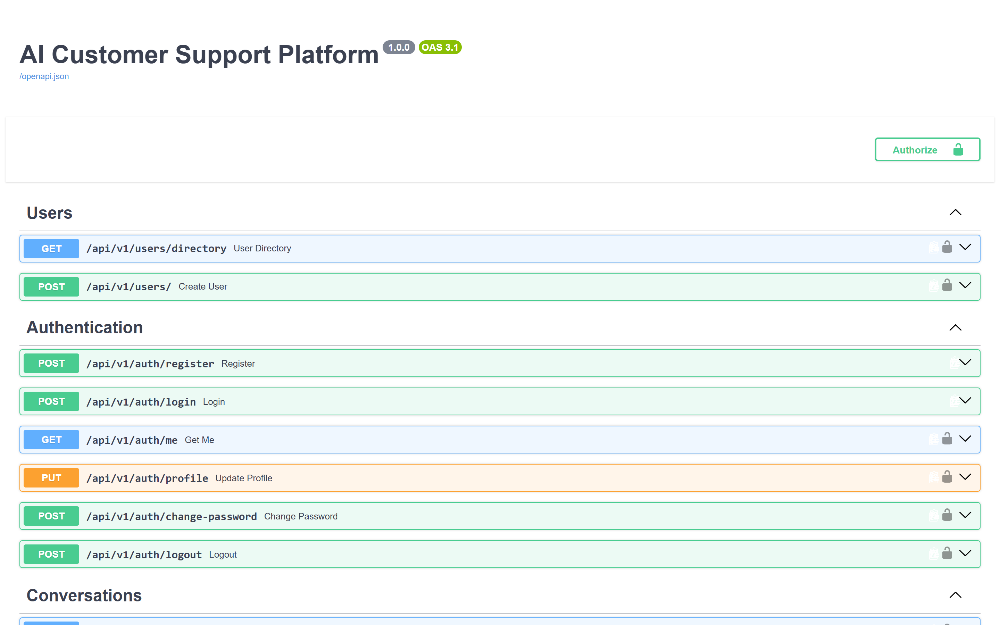 AI Customer Support Platform 1.0.0 OAS 3.1
/openapi.json
Authorize
Users
GET /api/v1/users/directory User Directory
POST /api/v1/users/ Create User
Authentication
POST /api/v1/auth/register Register
POST /api/v1/auth/login Login
GET /api/v1/auth/me Get Me
PUT /api/v1/auth/profile Update Profile
POST /api/v1/auth/change-password Change Password
POST /api/v1/auth/logout Logout
Conversations